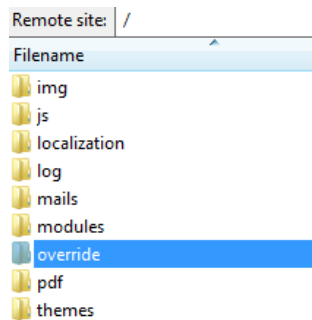 Remote site: /
Filename
img
js
localization
log
mails
modules
override
pdf
themes